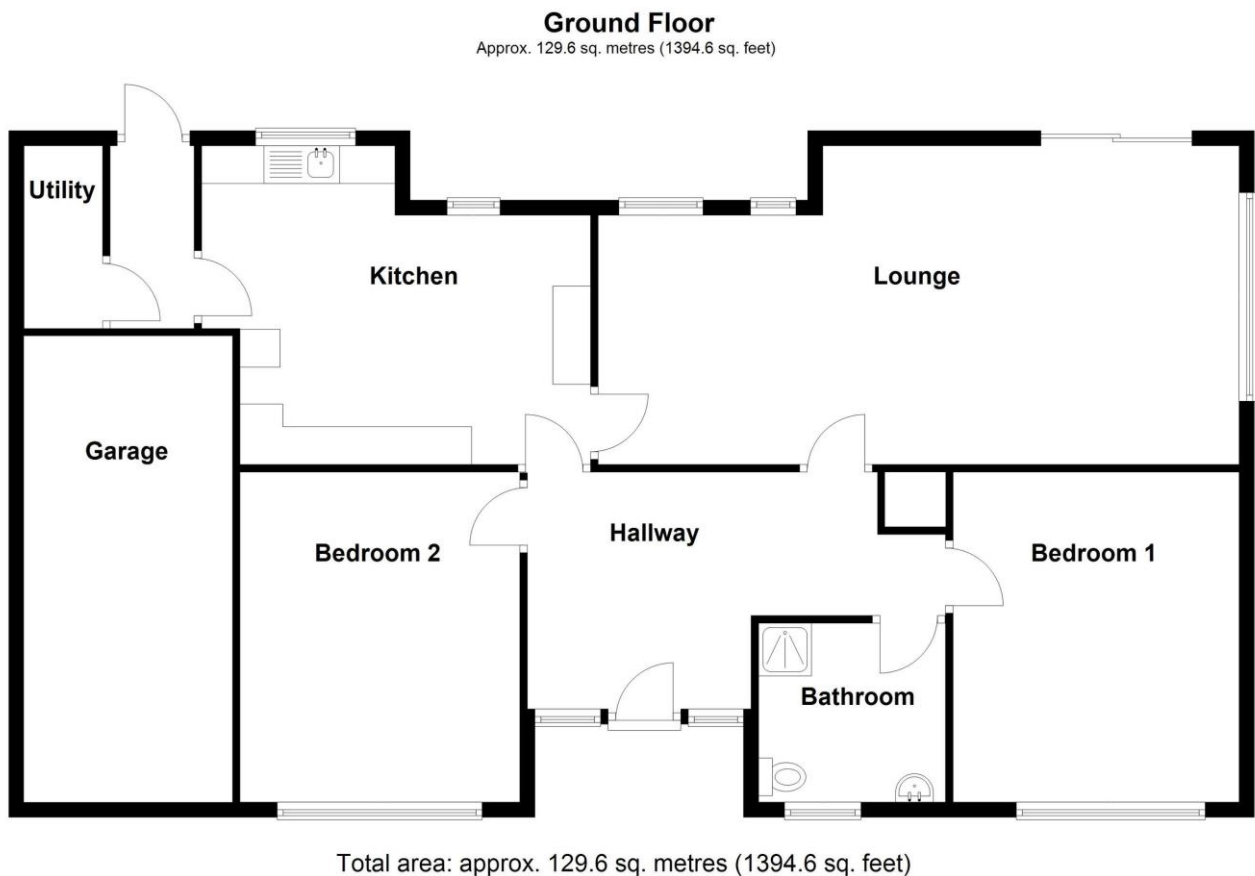 Ground Floor
Approx. 129.6 sq. metres (1394.6 sq. feet)
Utility
Kitchen
Lounge
Garage
Hallway
Bedroom 2
Bedroom 1
Bathroom
Total area: approx. 129.6 sq. metres (1394.6 sq. feet)